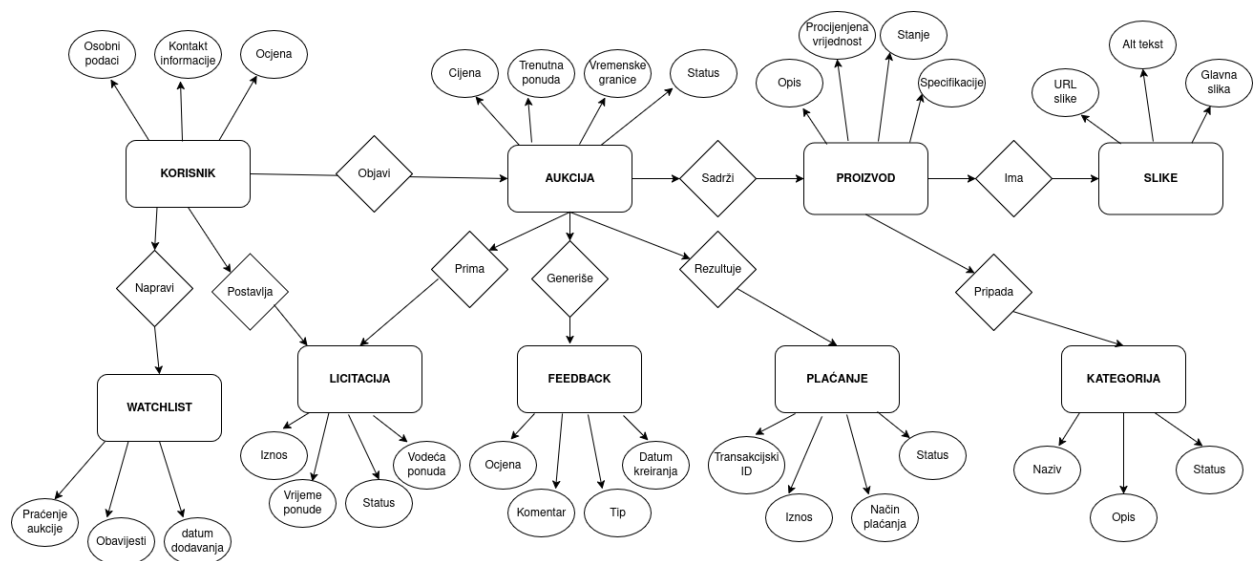 Osobni
podaci
Kontakt
informacije
Ocjena
Cijena
Trenutna
ponuda
Vremenske
granice
Status
Procijenjena
vrijednost
Stanje
Opis
Specifikacije
Alt tekst
URL
slike
Glavna
slika
KORISNIK
Objavi
AUKCIJA
Sadrži
PROIZVOD
Ima
SLIKE
Napravi
Postavlja
Prima
Generiše
Rezultuje
Pripada
WATCHLIST
LICITACIJA
FEEDBACK
PLAĆANJE
KATEGORIJA
Praćenje
aukcije
Obavijesti
datum
dodavanja
Iznos
Vrijeme
ponude
Status
Vodeća
ponuda
Ocjena
Komentar
Tip
Datum
kreiranja
Transakcijski
ID
Iznos
Način
plaćanja
Status
Naziv
Opis
Status